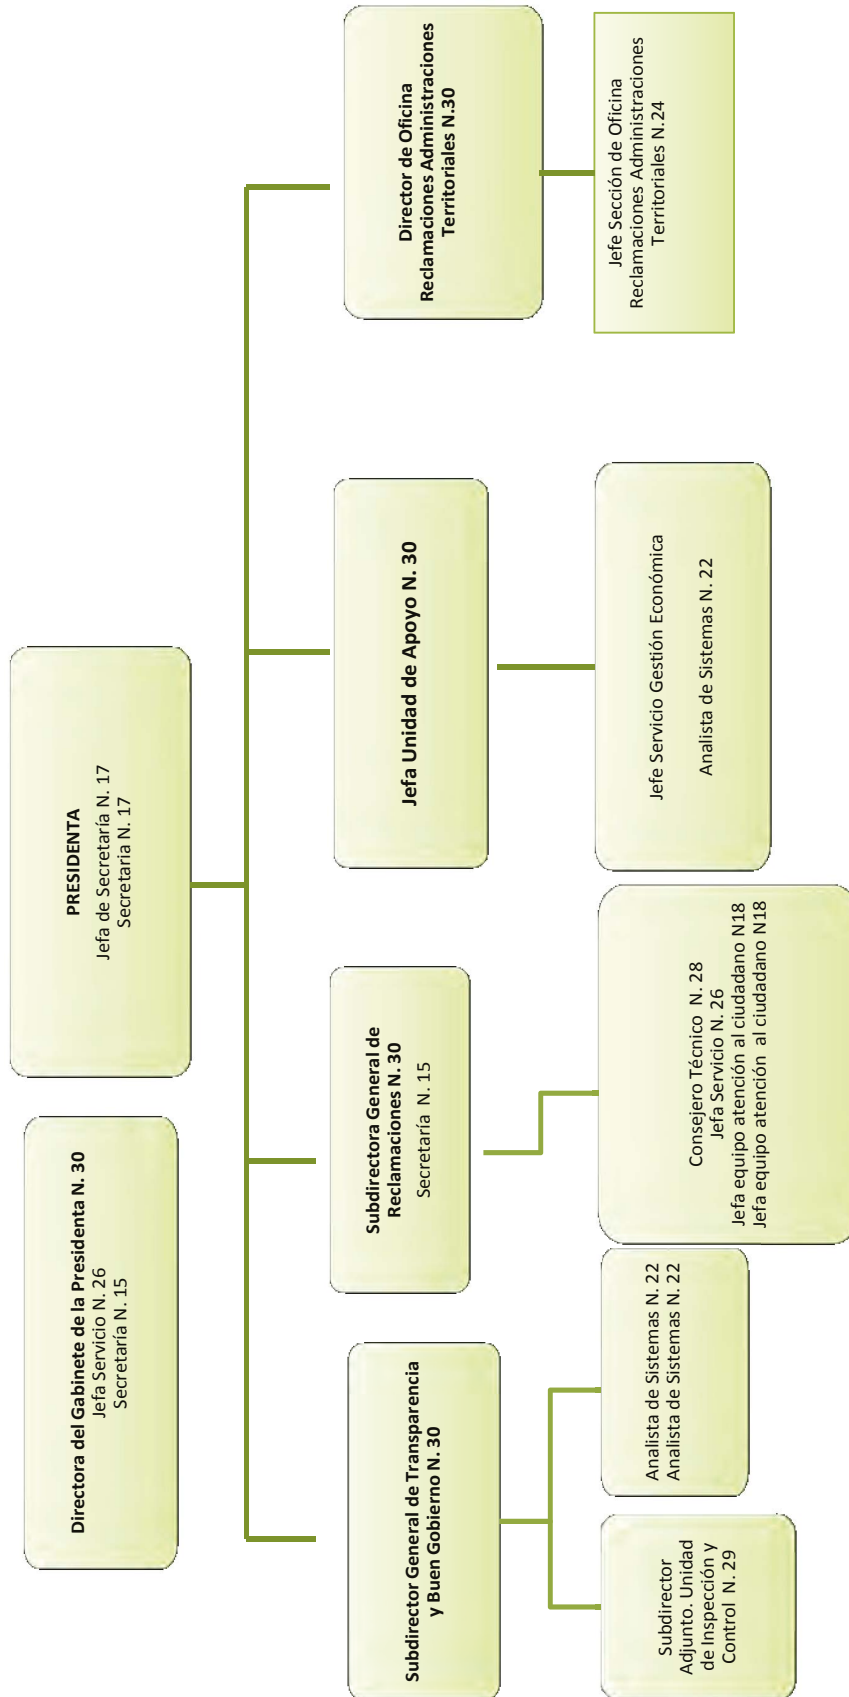 Directora del Gabinete de la Presidenta N. 30
Jefa Servicio N. 26
Secretaría N. 15
PRESIDENTA
Jefa de Secretaría N. 17
Secretaria N. 17
Subdirector General de Transparencia
y Buen Gobierno N. 30
Subdirectora General de
Reclamaciones N. 30
Secretaría N. 15
Jefa Unidad de Apoyo N. 30
Director de Oficina
Reclamaciones Administraciones
Territoriales N.30
Subdirector
Adjunto. Unidad
de Inspección y
Control N. 29
Analista de Sistemas N. 22
Analista de Sistemas N. 22
Consejero Técnico N. 28
Jefa Servicio N. 26
Jefa equipo atención al ciudadano N18
Jefa equipo atención al ciudadano N18
Jefe Servicio Gestión Económica
Analista de Sistemas N. 22
Jefe Sección de Oficina
Reclamaciones Administraciones
Territoriales N.24